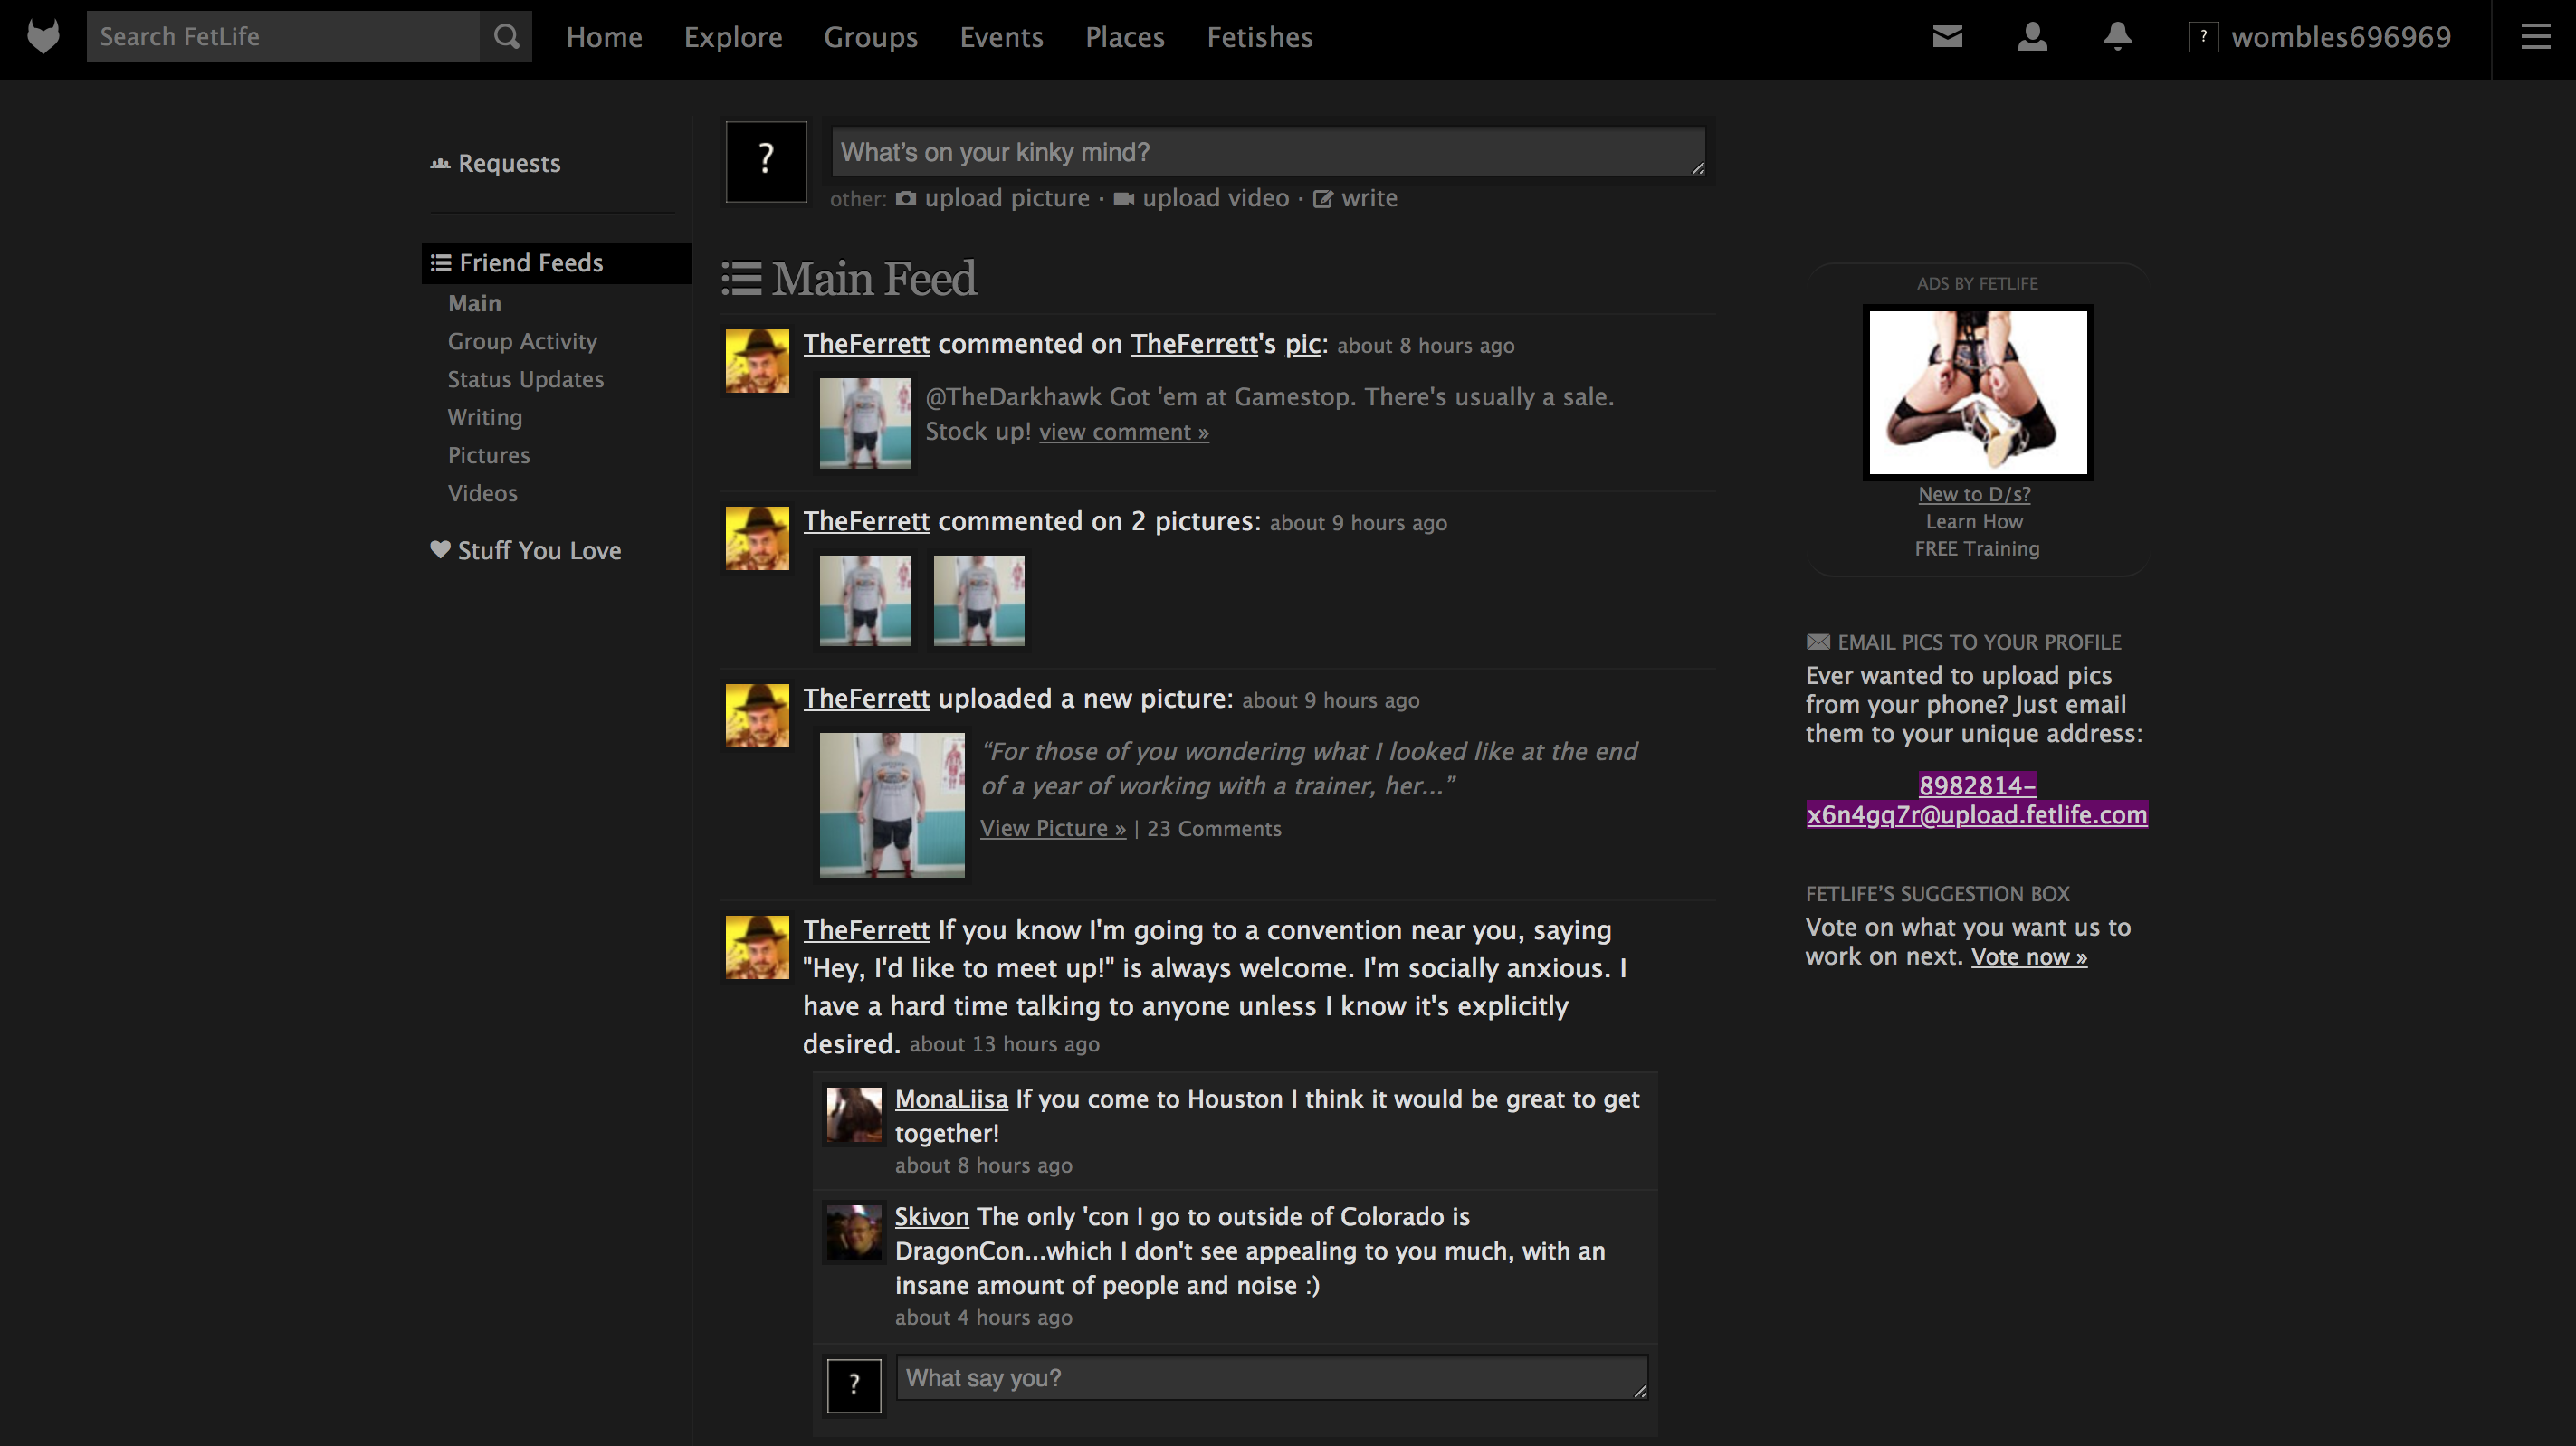 Search FetLife
Home Explore Groups Events Places Fetishes
? wombles696969
Requests
Friend Feeds
Main
Group Activity
Status Updates
Writing
Pictures
Videos
Stuff You Love
?
What's on your kinky mind?
other: upload picture · upload video · write
Main Feed
TheFerrett commented on TheFerrett's pic: about 8 hours ago
@TheDarkhawk Got 'em at Gamestop. There's usually a sale.
Stock up! view comment »
TheFerrett commented on 2 pictures: about 9 hours ago
TheFerrett uploaded a new picture: about 9 hours ago
“For those of you wondering what I looked like at the end
of a year of working with a trainer, her...”
View Picture » | 23 Comments
TheFerrett If you know I'm going to a convention near you, saying
"Hey, I'd like to meet up!" is always welcome. I'm socially anxious. I
have a hard time talking to anyone unless I know it's explicitly
desired. about 13 hours ago
MonaLiisa If you come to Houston I think it would be great to get
together!
about 8 hours ago
Skivon The only 'con I go to outside of Colorado is
DragonCon...which I don't see appealing to you much, with an
insane amount of people and noise :)
about 4 hours ago
?
What say you?
ADS BY FETLIFE
New to D/s?
Learn How
FREE Training
EMAIL PICS TO YOUR PROFILE
Ever wanted to upload pics
from your phone? Just email
them to your unique address:
8982814-
x6n4gq7r@upload.fetlife.com
FETLIFE’S SUGGESTION BOX
Vote on what you want us to
work on next. Vote now »